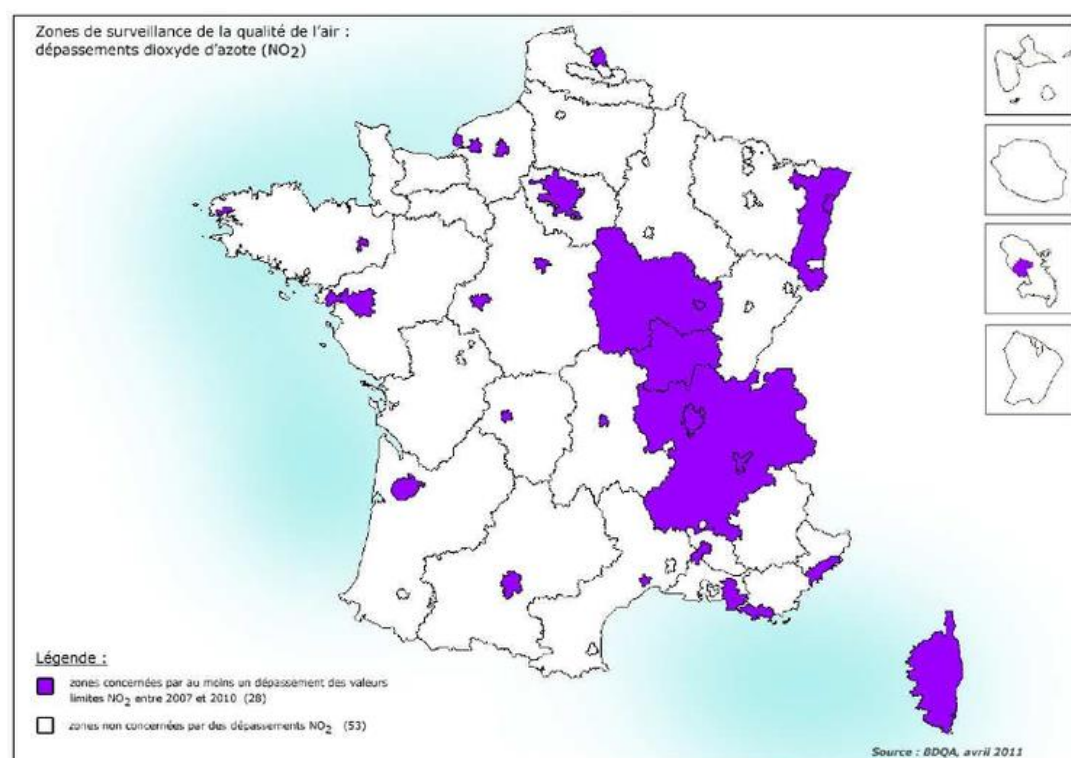 Zones de surveillance de la qualité de l'air :
dépassements dioxyde d'azote (NO₂)
Légende :
zones concernées par au moins un dépassement des valeurs
limites NO₂ entre 2007 et 2010 (28)
zones non concernées par des dépassements NO₂ (53)
Source : BDQA, avril 2011